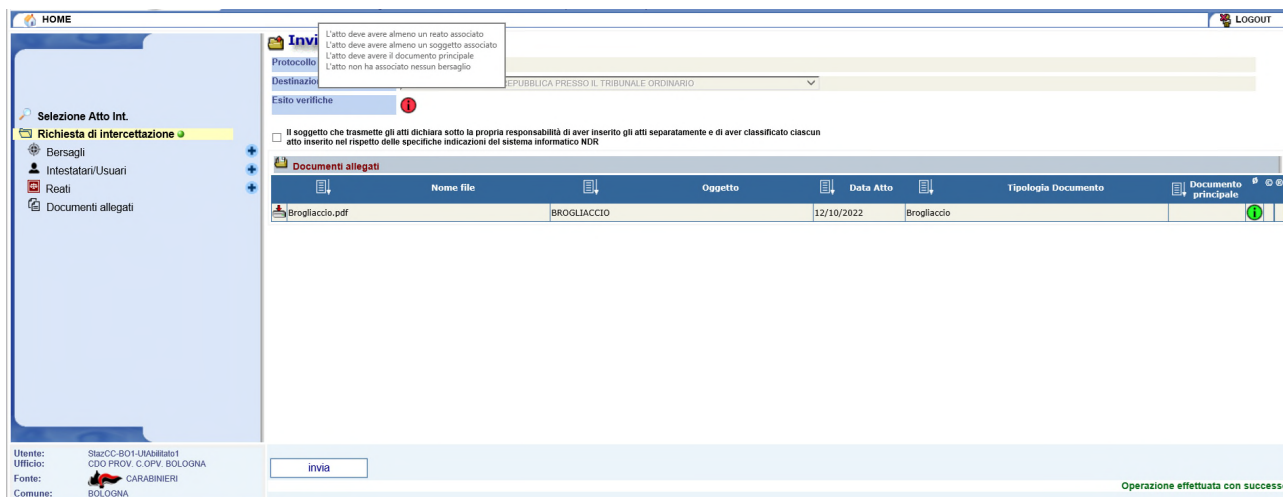 HOME
LOGOUT
L'atto deve avere almeno un reato associato
L'atto deve avere almeno un soggetto associato
L'atto deve avere il documento principale
L'atto non ha associato nessun bersaglio
Invi
Protocollo
Destinazio
REPUBBLICA PRESSO IL TRIBUNALE ORDINARIO
Esito verifiche
Il soggetto che trasmette gli atti dichiara sotto la propria responsabilità di aver inserito gli atti separatamente e di aver classificato ciascun
atto inserito nel rispetto delle specifiche indicazioni del sistema informatico NDR
Selezione Atto Int.
Richiesta di intercettazione
Bersagli
Intestatari/Usuari
Reati
Documenti allegati
Documenti allegati
Nome file Oggetto Data Atto Tipologia Documento Documento principale ø © ®
Brogliaccio.pdf BROGLIACCIO 12/10/2022 Brogliaccio
Utente: StazCC-BO1-UtAbilitato1
Ufficio: CDO PROV. C.OPV. BOLOGNA
Fonte: CARABINIERI
Comune: BOLOGNA
invia
Operazione effettuata con success